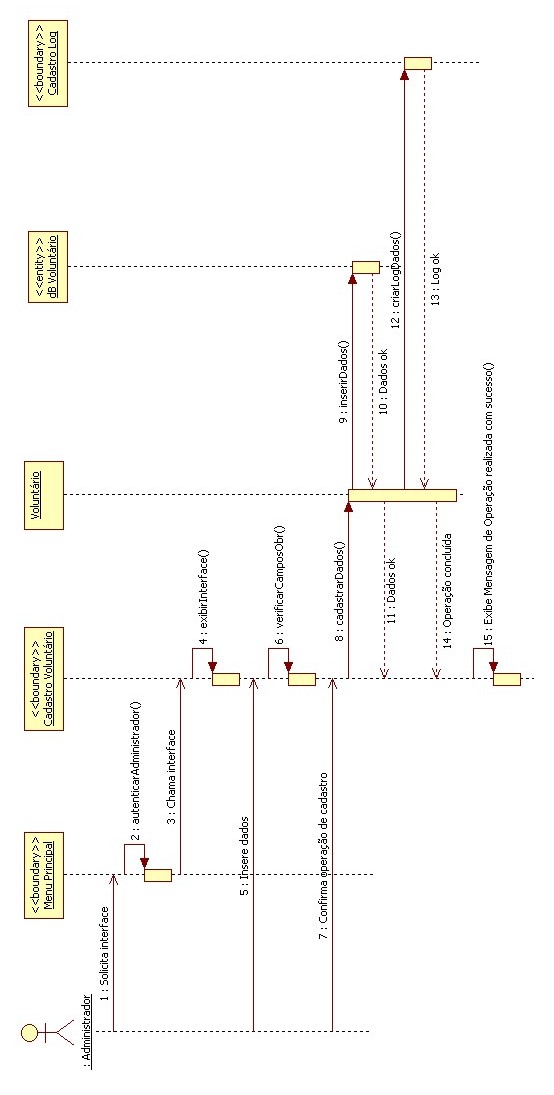 : Administrador
<<boundary>>
Menu Principal
<<boundary>>
Cadastro Voluntário
Voluntário
<<entity>>
dB Voluntário
<<boundary>>
Cadastro Log
1 : Solicita interface
2 : autenticarAdministrador()
3 : Chama interface
4 : exibirInterface()
5 : Insere dados
6 : verificarCamposObr()
7 : Confirma operação de cadastro
8 : cadastrarDados()
9 : inserirDados()
10 : Dados ok
11 : Dados ok
12 : criarLogDados()
13 : Log ok
14 : Operação concluída
15 : Exibe Mensagem de Operação realizada com sucesso()